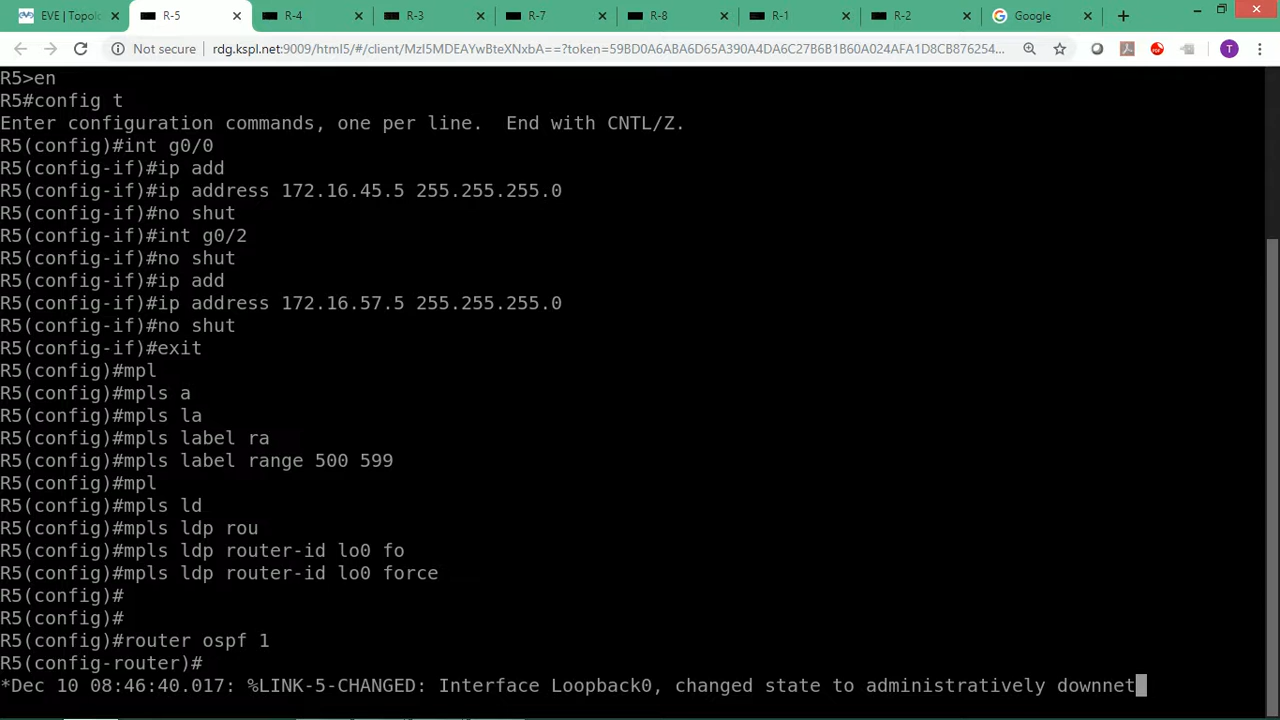 EVE | Topol
R-5
R-4
R-3
R-7
R-8
R-1
R-2
Google
Not secure
rdg.kspl.net:9009/html5/#/client/MzI5MDEAYwBteXNxbA==?token=59BD0A6ABA6D65A390A4DA6C27B6B1B60A024AFA1D8CB876254...
T
R5>en
R5#config t
Enter configuration commands, one per line.  End with CNTL/Z.
R5(config)#int g0/0
R5(config-if)#ip add
R5(config-if)#ip address 172.16.45.5 255.255.255.0
R5(config-if)#no shut
R5(config-if)#int g0/2
R5(config-if)#no shut
R5(config-if)#ip add
R5(config-if)#ip address 172.16.57.5 255.255.255.0
R5(config-if)#no shut
R5(config-if)#exit
R5(config)#mpl
R5(config)#mpls a
R5(config)#mpls la
R5(config)#mpls label ra
R5(config)#mpls label range 500 599
R5(config)#mpl
R5(config)#mpls ld
R5(config)#mpls ldp rou
R5(config)#mpls ldp router-id lo0 fo
R5(config)#mpls ldp router-id lo0 force
R5(config)#
R5(config)#
R5(config)#router ospf 1
R5(config-router)#
*Dec 10 08:46:40.017: %LINK-5-CHANGED: Interface Loopback0, changed state to administratively downnet